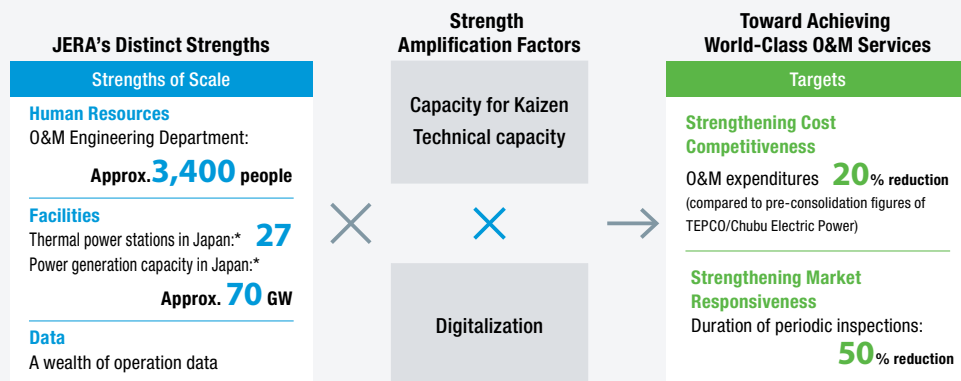 JERA’s Distinct Strengths
Strengths of Scale
Human Resources
O&M Engineering Department:
Approx.3,400 people
Facilities
Thermal power stations in Japan:* 27
Power generation capacity in Japan:*
Approx. 70 GW
Data
A wealth of operation data
Strength
Amplification Factors
Capacity for Kaizen
Technical capacity
Digitalization
Toward Achieving
World-Class O&M Services
Targets
Strengthening Cost
Competitiveness
O&M expenditures 20% reduction
(compared to pre-consolidation figures of
TEPCO/Chubu Electric Power)
Strengthening Market
Responsiveness
Duration of periodic inspections:
50% reduction